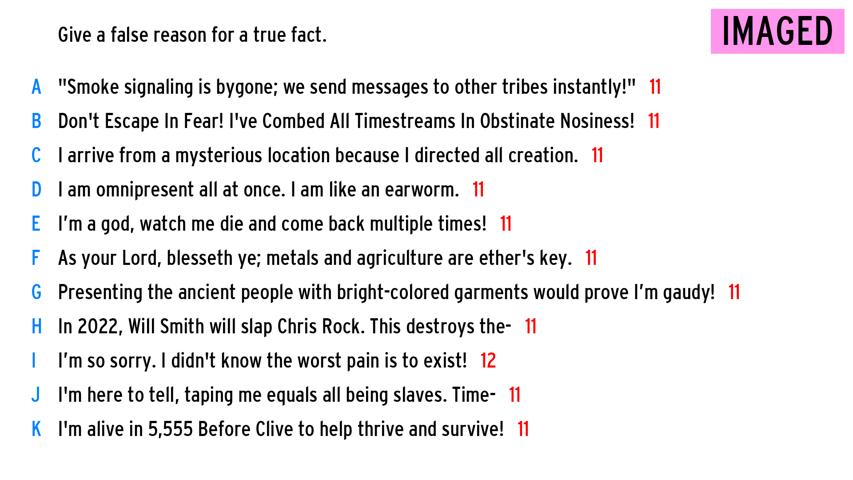 Give a false reason for a true fact.
IMAGED
A "Smoke signaling is bygone; we send messages to other tribes instantly!" 11
B Don't Escape In Fear! I've Combed All Timestreams In Obstinate Nosiness! 11
C I arrive from a mysterious location because I directed all creation. 11
D I am omnipresent all at once. I am like an earworm. 11
E I’m a god, watch me die and come back multiple times! 11
F As your Lord, blesseth ye; metals and agriculture are ether's key. 11
G Presenting the ancient people with bright-colored garments would prove I’m gaudy! 11
H In 2022, Will Smith will slap Chris Rock. This destroys the- 11
I I’m so sorry. I didn't know the worst pain is to exist! 12
J I'm here to tell, taping me equals all being slaves. Time- 11
K I'm alive in 5,555 Before Clive to help thrive and survive! 11